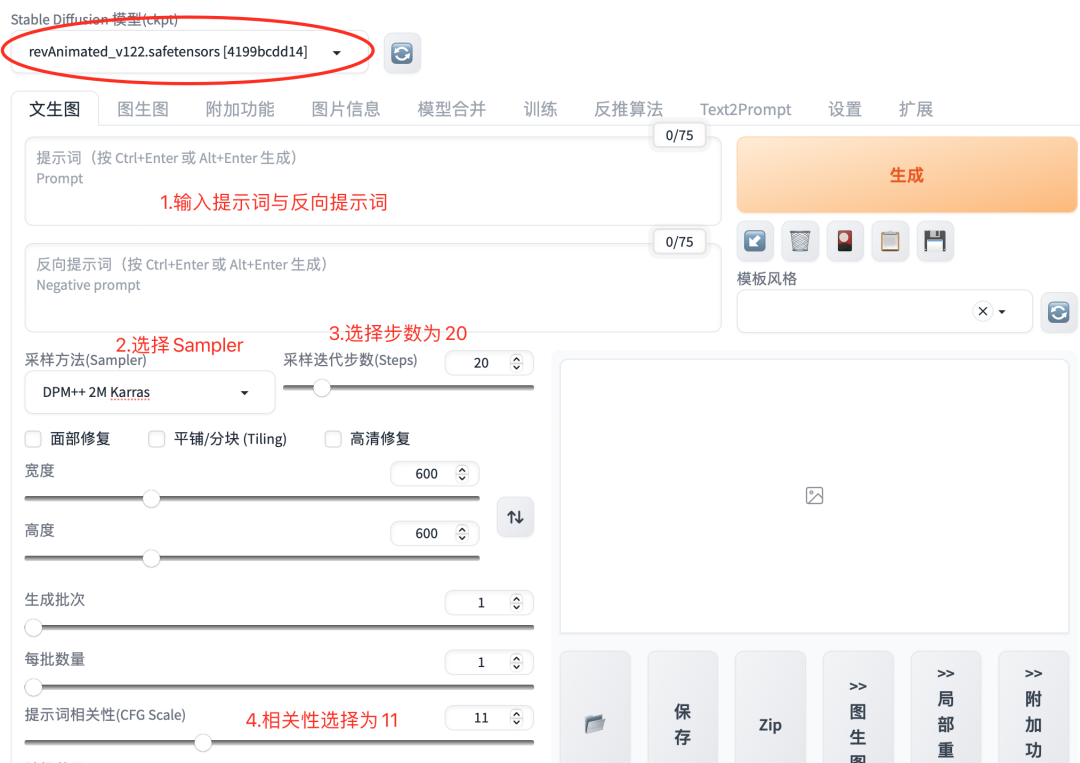 Stable Diffusion 模型(ckpt)
revAnimated_v122.safetensors [4199bcdd14]
文生图 图生图 附加功能 图片信息 模型合并 训练 反推算法 Text2Prompt 设置 扩展
0/75
提示词（按 Ctrl+Enter 或 Alt+Enter 生成）
Prompt
1.输入提示词与反向提示词
生成
0/75
反向提示词（按 Ctrl+Enter 或 Alt+Enter 生成）
Negative prompt
模板风格
2.选择 Sampler
3.选择步数为 20
采样方法(Sampler)
采样迭代步数(Steps)
20
DPM++ 2M Karras
面部修复 平铺/分块 (Tiling) 高清修复
宽度
600
高度
600
生成批次
1
每批数量
1
提示词相关性(CFG Scale)
4.相关性选择为 11
11
保存
Zip
>> 图生图
>> 局部重
>> 附加功